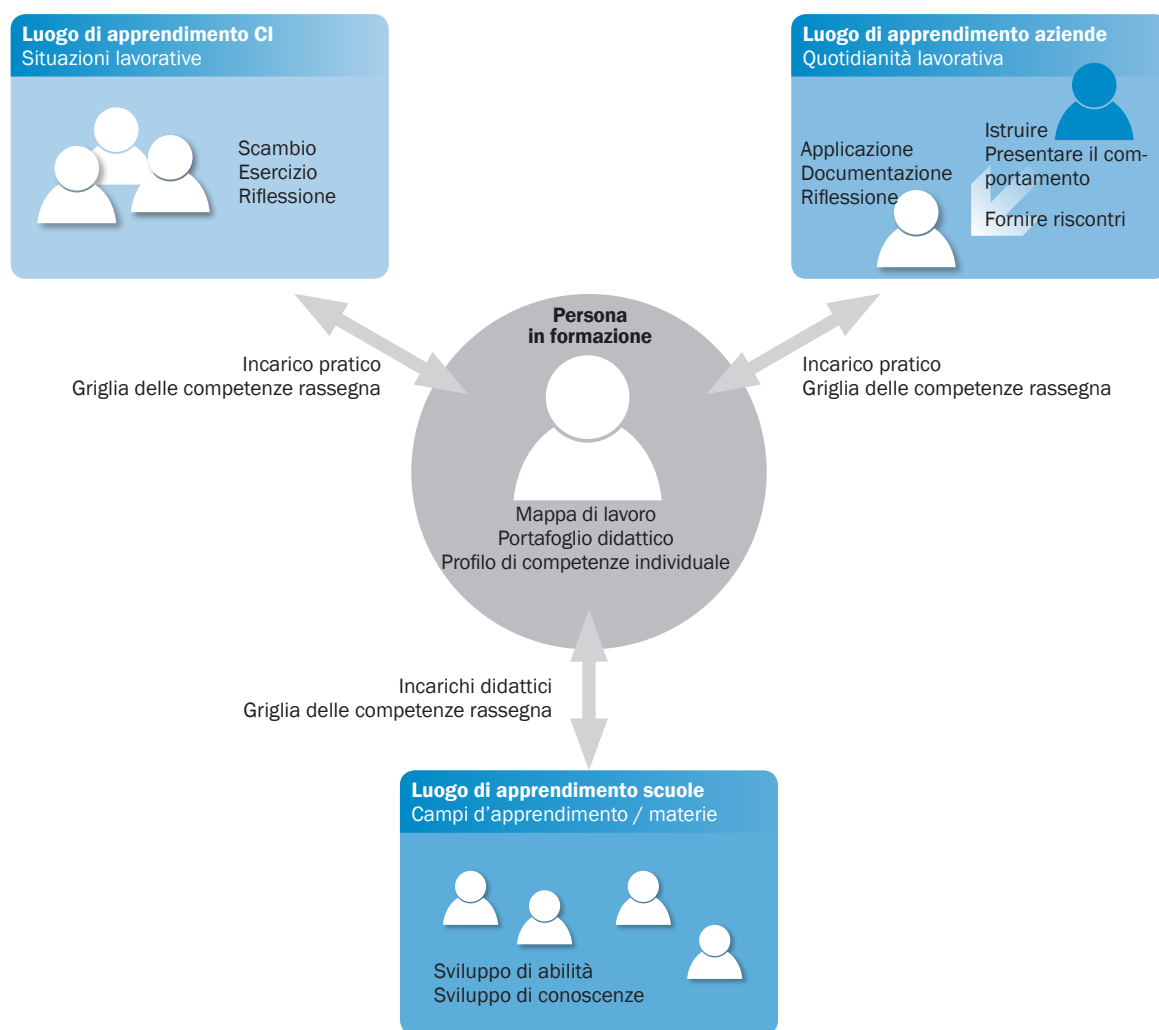 Luogo di apprendimento CI
Situazioni lavorative
Scambio
Esercizio
Riflessione
Luogo di apprendimento aziende
Quotidianità lavorativa
Applicazione
Documentazione
Riflessione
Istruire
Presentare il com-
portamento
Fornire riscontri
Persona
in formazione
Mappa di lavoro
Portafoglio didattico
Profilo di competenze individuale
Incarico pratico
Griglia delle competenze rassegna
Incarico pratico
Griglia delle competenze rassegna
Incarichi didattici
Griglia delle competenze rassegna
Luogo di apprendimento scuole
Campi d’apprendimento / materie
Sviluppo di abilità
Sviluppo di conoscenze